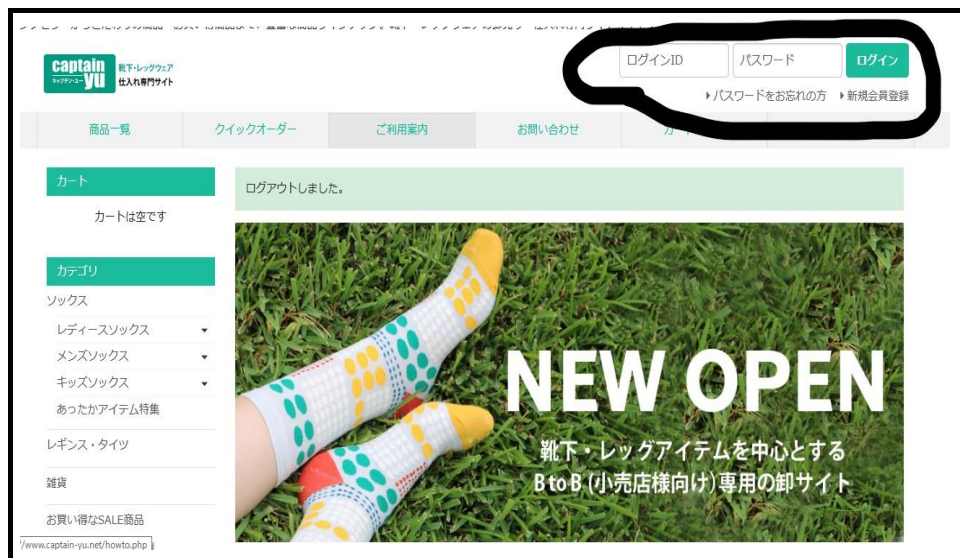 captain
キャプテン・ユー yu
靴下・レッグウェア
仕入れ専門サイト
ログインID
パスワード
ログイン
パスワードをお忘れの方
新規会員登録
商品一覧
クイックオーダー
ご利用案内
お問い合わせ
カート
カートは空です
ログアウトしました。
カテゴリ
ソックス
レディースソックス
メンズソックス
キッズソックス
あったかアイテム特集
レギンス・タイツ
雑貨
お買い得なSALE商品
NEW OPEN
靴下・レッグアイテムを中心とする
BtoB(小売店様向け)専用の卸サイト
/www.captain-yu.net/howto.php